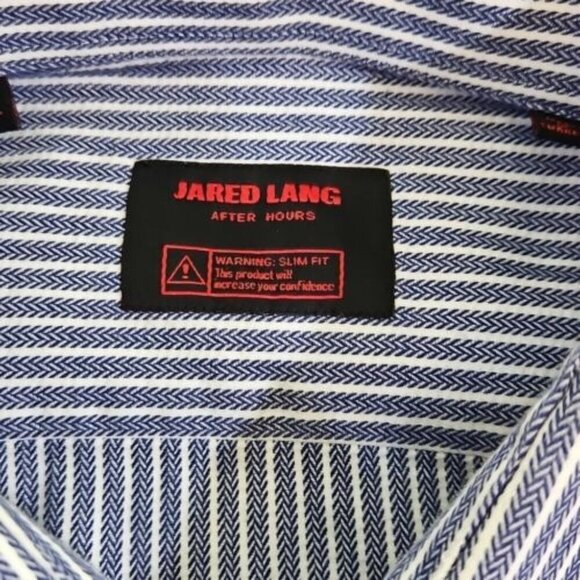 JARED LANG
AFTER HOURS
WARNING: SLIM FIT
This product will
increase your confidence